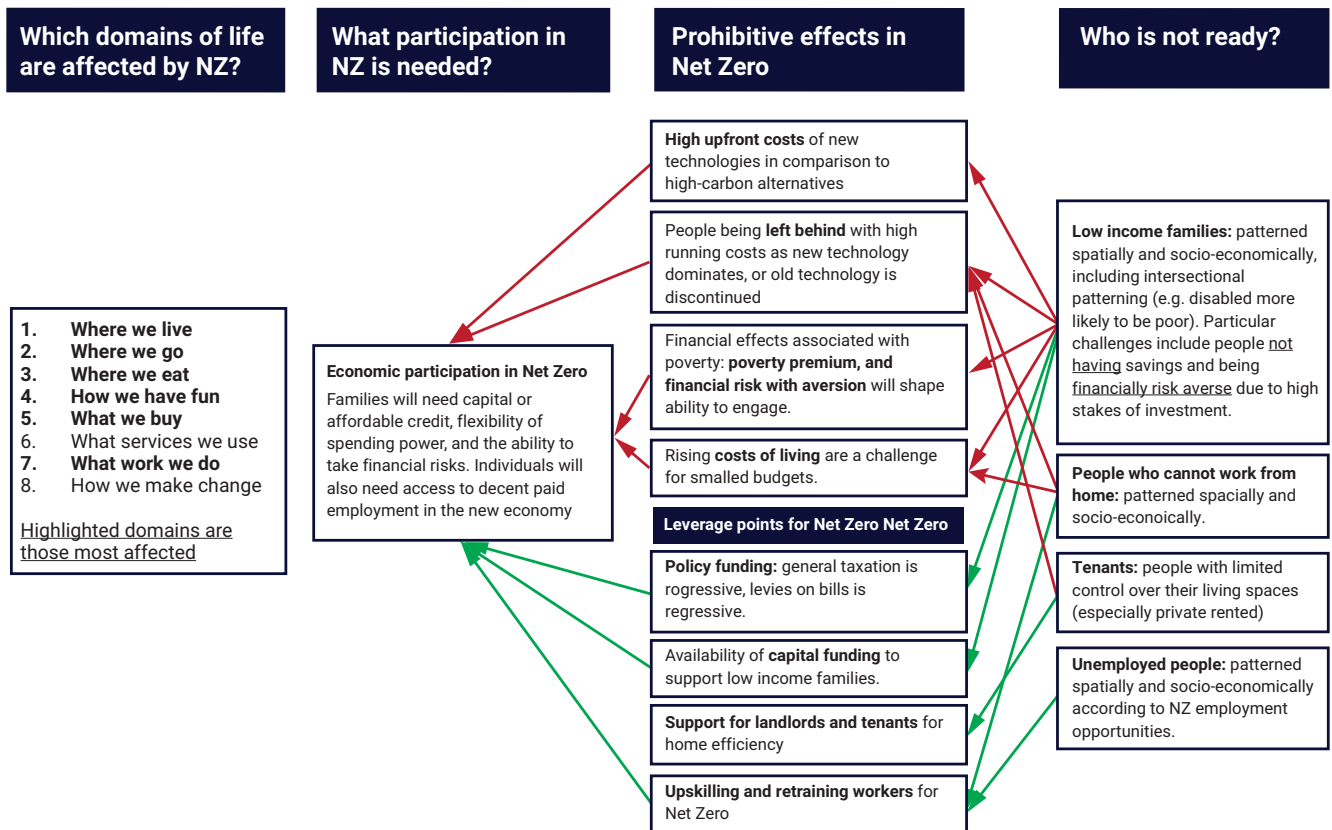 Which domains of life
are affected by NZ?
What participation in
NZ is needed?
Prohibitive effects in
Net Zero
Who is not ready?
1. Where we live
2. Where we go
3. Where we eat
4. How we have fun
5. What we buy
6. What services we use
7. What work we do
8. How we make change
Highlighted domains are
those most affected
Economic participation in Net Zero
Families will need capital or
affordable credit, flexibility of
spending power, and the ability to
take financial risks. Individuals will
also need access to decent paid
employment in the new economy
High upfront costs of new
technologies in comparison to
high-carbon alternatives
People being left behind with high
running costs as new technology
dominates, or old technology is
discontinued
Financial effects associated with
poverty: poverty premium, and
financial risk with aversion will shape
ability to engage.
Rising costs of living are a challenge
for smalled budgets.
Leverage points for Net Zero Net Zero
Policy funding: general taxation is
rogressive, levies on bills is
regressive.
Availability of capital funding to
support low income families.
Support for landlords and tenants for
home efficiency
Upskilling and retraining workers for
Net Zero
Low income families: patterned
spatially and socio-economically,
including intersectional
patterning (e.g. disabled more
likely to be poor). Particular
challenges include people not
having savings and being
financially risk averse due to high
stakes of investment.
People who cannot work from
home: patterned spacially and
socio-econoically.
Tenants: people with limited
control over their living spaces
(especially private rented)
Unemployed people: patterned
spatially and socio-economically
according to NZ employment
opportunities.